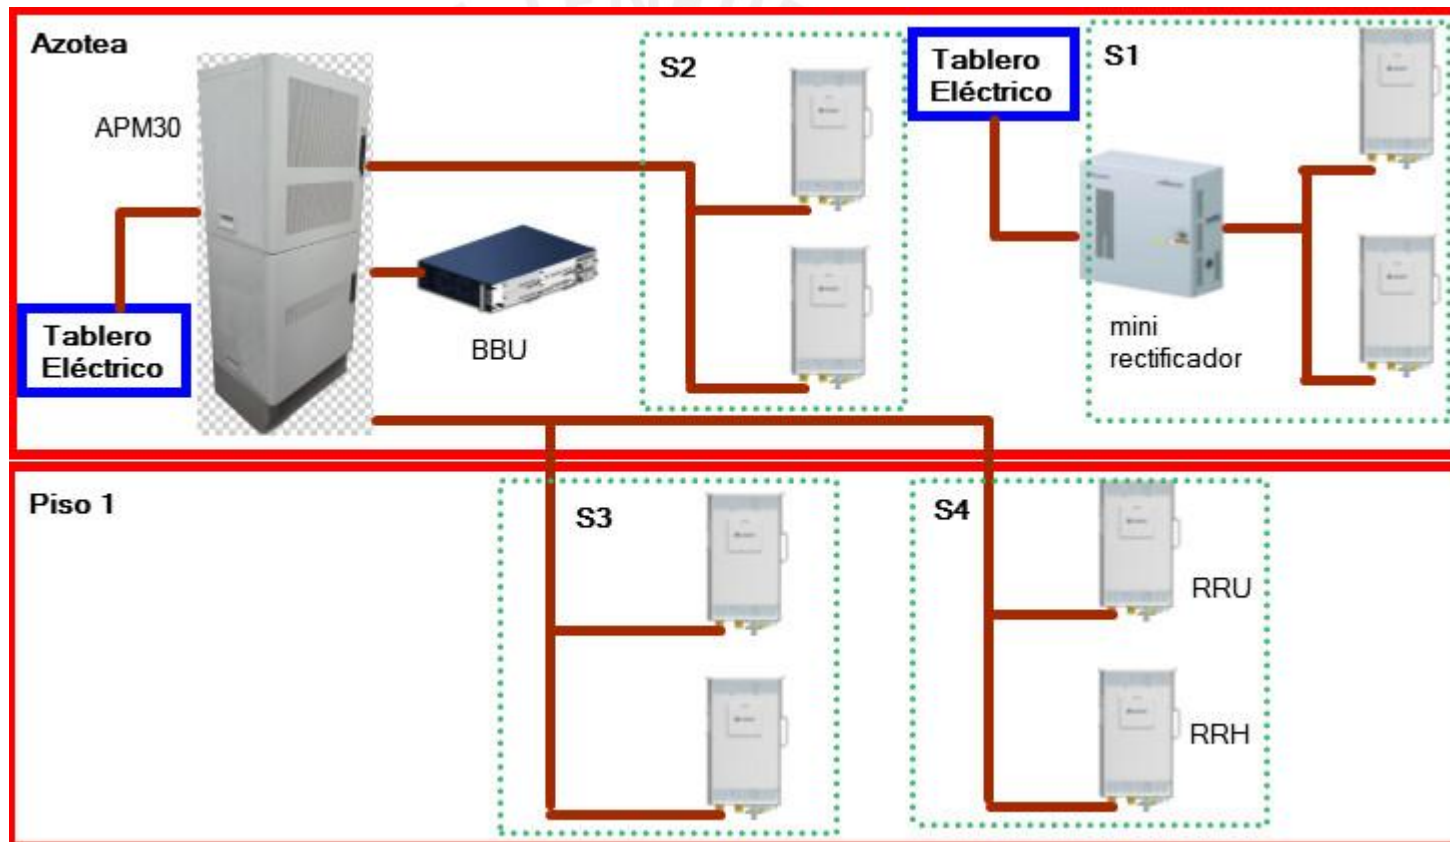 Azotea
APM30
Tablero
Eléctrico
BBU
S2
Tablero
Eléctrico
S1
mini
rectificador
Piso 1
S3
S4
RRU
RRH